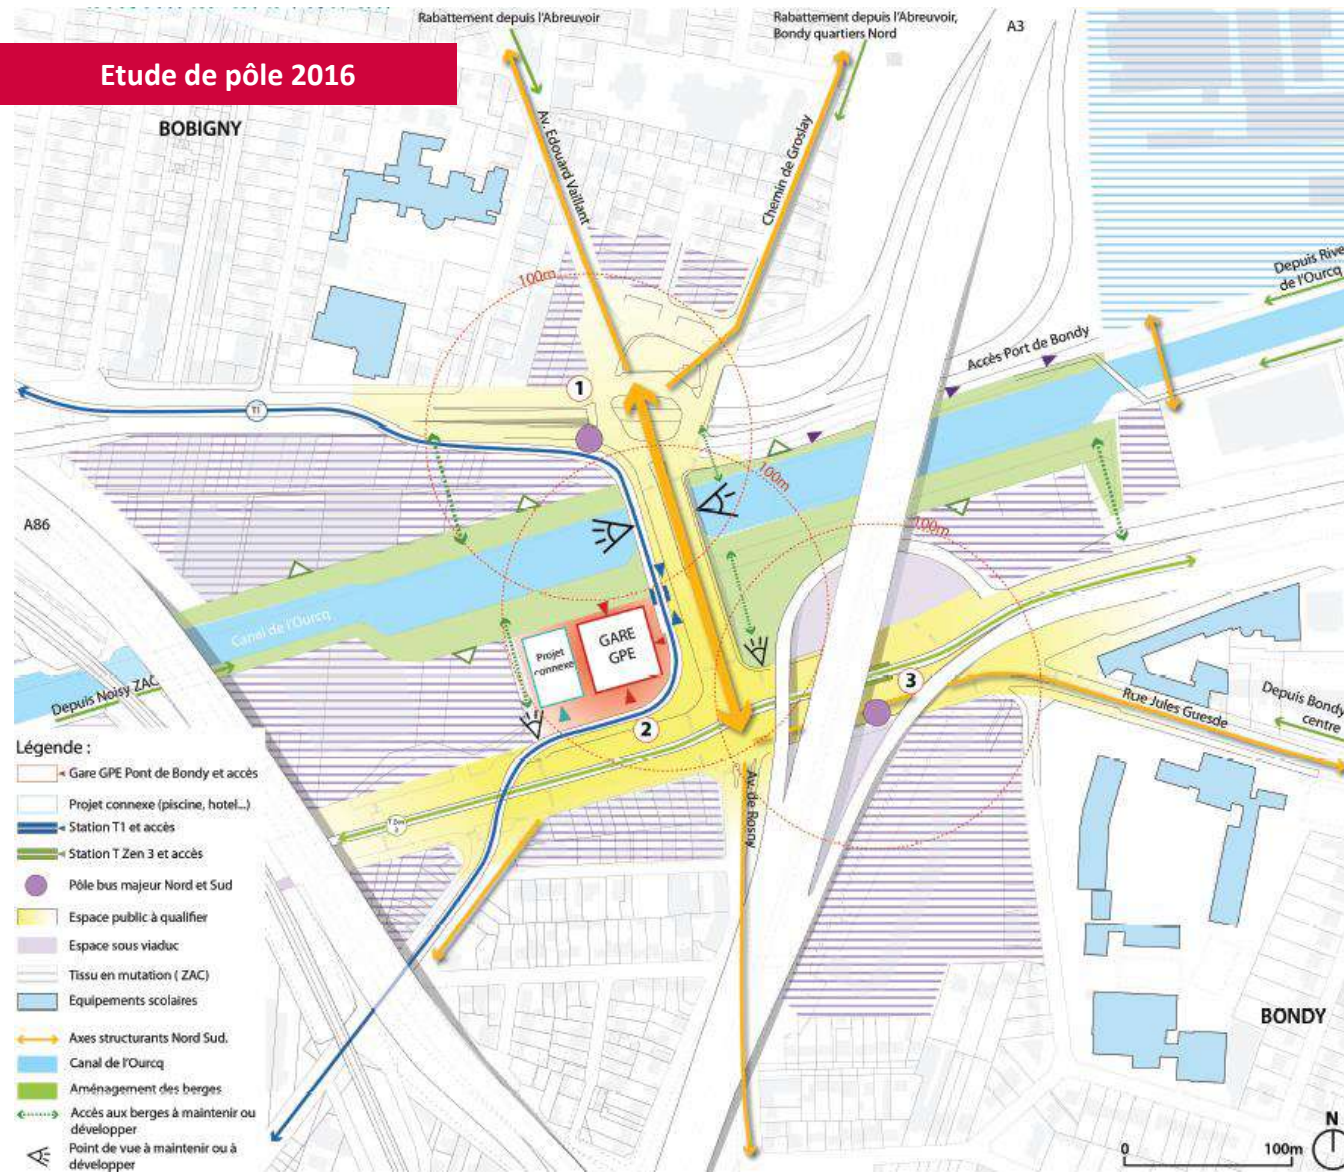 Rabattement depuis l'Abreuvoir
Rabattement depuis l'Abreuvoir,
Bondy quartiers Nord
A3
Etude de pôle 2016
BOBIGNY
Av. Edouard Vaillant
Chemin de Groslay
100m
Depuis Rive
de l'Ourcq
Accès Port de Bondy
1
T1
100m
100m
A86
Canal de l'Ourcq
GARE
GPE
Projet
connexe
Depuis Noisy ZAC
2
3
Rue Jules Guesde
Depuis Bondy
centre
Av. de Rosny
T Zen
3
Légende :
Gare GPE Pont de Bondy et accès
Projet connexe (piscine, hotel...)
Station T1 et accès
Station T Zen 3 et accès
Pôle bus majeur Nord et Sud
Espace public à qualifier
Espace sous viaduc
Tissu en mutation ( ZAC)
Equipements scolaires
Axes structurants Nord Sud.
Canal de l'Ourcq
Aménagement des berges
Accès aux berges à maintenir ou
développer
Point de vue à maintenir ou à
développer
BONDY
N
0
100m